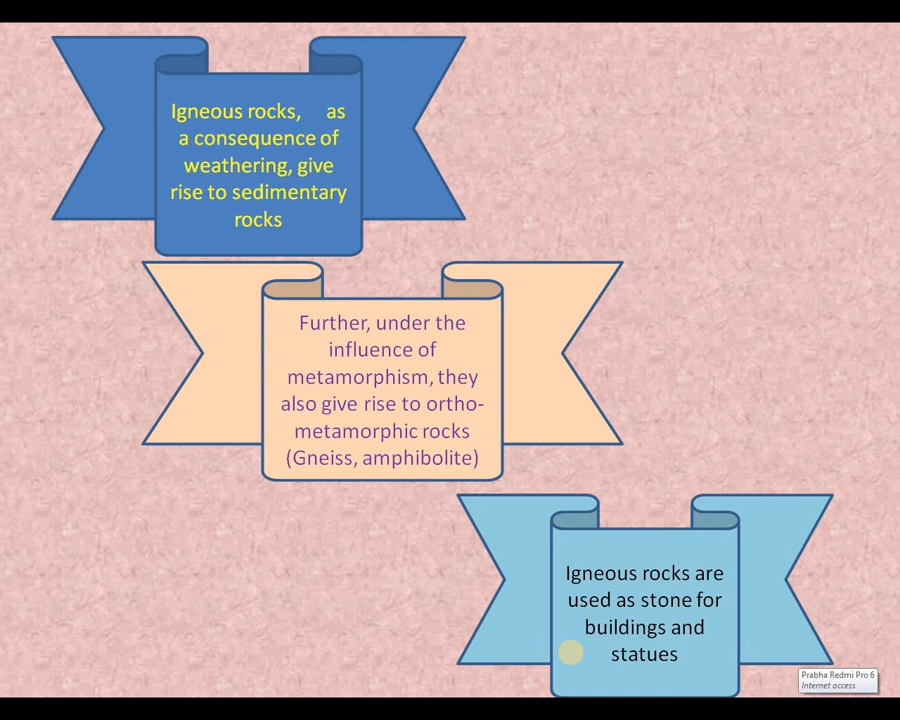 Igneous rocks, as
a consequence of
weathering, give
rise to sedimentary
rocks
Further, under the
influence of
metamorphism, they
also give rise to ortho-
metamorphic rocks
(Gneiss, amphibolite)
Igneous rocks are
used as stone for
buildings and
statues
Prabha Redmi Pro 6
Internet access